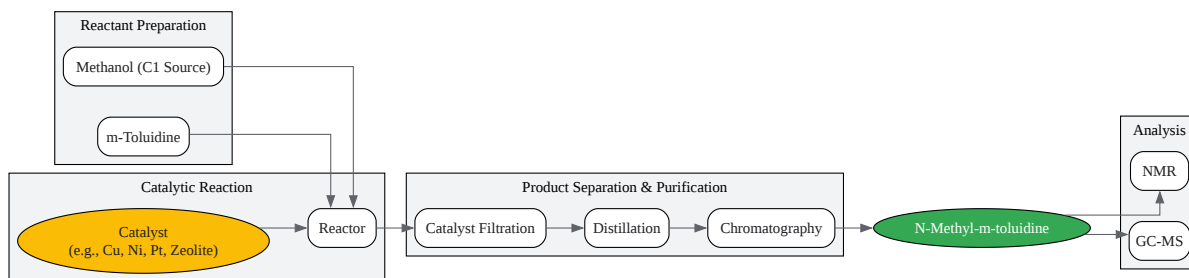 Reactant Preparation
Methanol (C1 Source)
m-Toluidine
Catalytic Reaction
Catalyst
(e.g., Cu, Ni, Pt, Zeolite)
Reactor
Product Separation & Purification
Catalyst Filtration
Distillation
Chromatography
N-Methyl-m-toluidine
Analysis
NMR
GC-MS